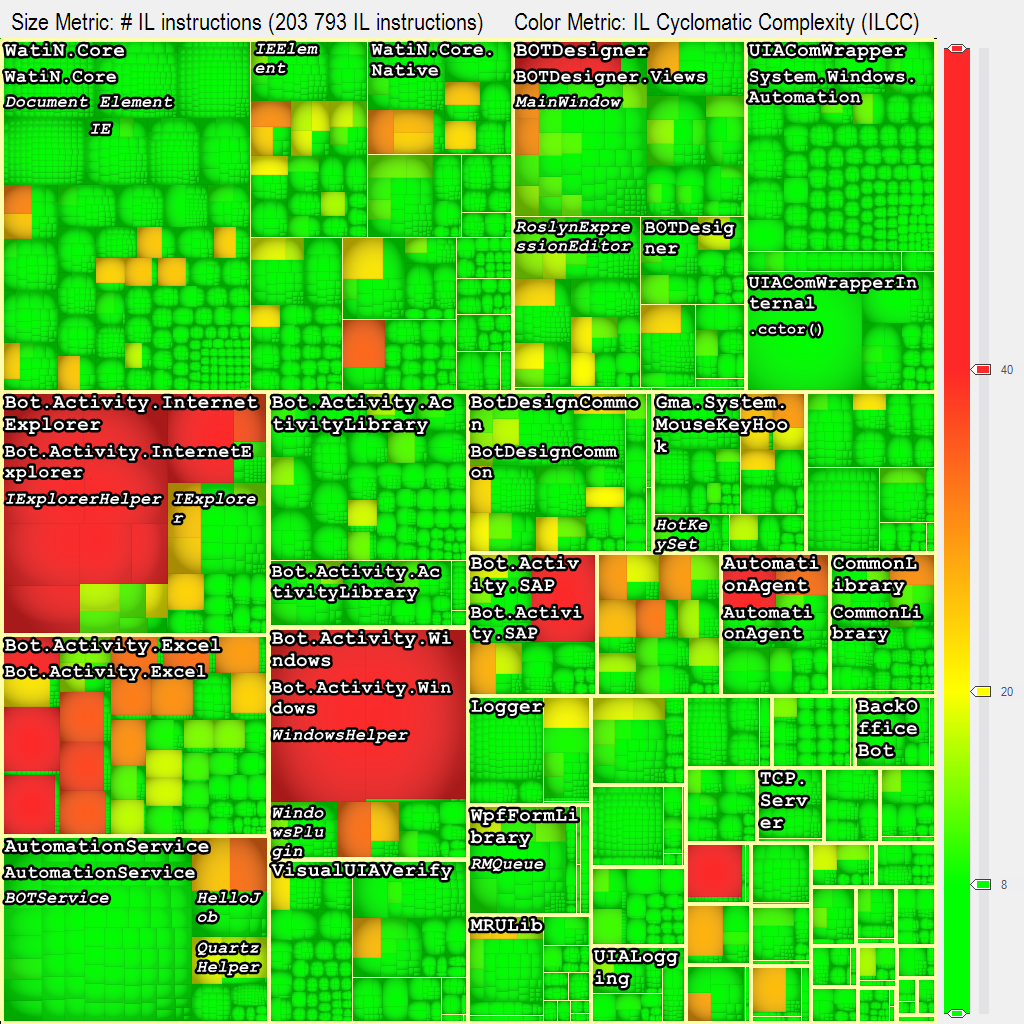 Size Metric: # IL instructions (203 793 IL instructions)
Color Metric: IL Cyclomatic Complexity (ILCC)
WatiN.Core
WatiN.Core
Document Element
IE
IEElem
ent
WatiN.Core.
Native
BOTDesigner
BOTDesigner.Views
MainWindow
UIAComWrapper
System.Windows.
Automation
RoslynExpre
ssionEditor
BOTDesig
ner
UIAComWrapperIn
ternal
.cctor()
40
Bot.Activity.Internet
Explorer
Bot.Activity.InternetE
xplorer
IExplorerHelper
IExplore
r
Bot.Activity.Ac
tivityLibrary
BotDesignCommo
n
BotDesignComm
on
Gma.System.
MouseKeyHoo
k
HotKe
ySet
Bot.Activity.Ac
tivityLibrary
Bot.Activ
ity.SAP
Bot.Activi
ty.SAP
Automati
onAgent
Automati
onAgent
CommonL
ibrary
CommonLi
brary
Bot.Activity.Excel
Bot.Activity.Excel
Bot.Activity.Wi
ndows
Bot.Activity.Win
dows
WindowsHelper
20
Logger
BackO
ffice
Bot
TCP.
Serv
er
Windo
wsPlu
gin
WpfFormLi
brary
RMQueue
AutomationService
AutomationService
BOTService
HelloJ
ob
Quartz
Helper
VisualUIAVerify
8
MRULib
UIALogg
ing